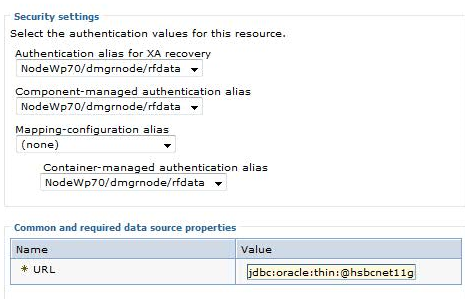 Security settings
Select the authentication values for this resource.
Authentication alias for XA recovery
NodeWp70/dmgrnode/rfdata
Component-managed authentication alias
NodeWp70/dmgrnode/rfdata
Mapping-configuration alias
(none)
Container-managed authentication alias
NodeWp70/dmgrnode/rfdata
Common and required data source properties
Name Value
* URL jdbc:oracle:thin:@hsbcnet11g